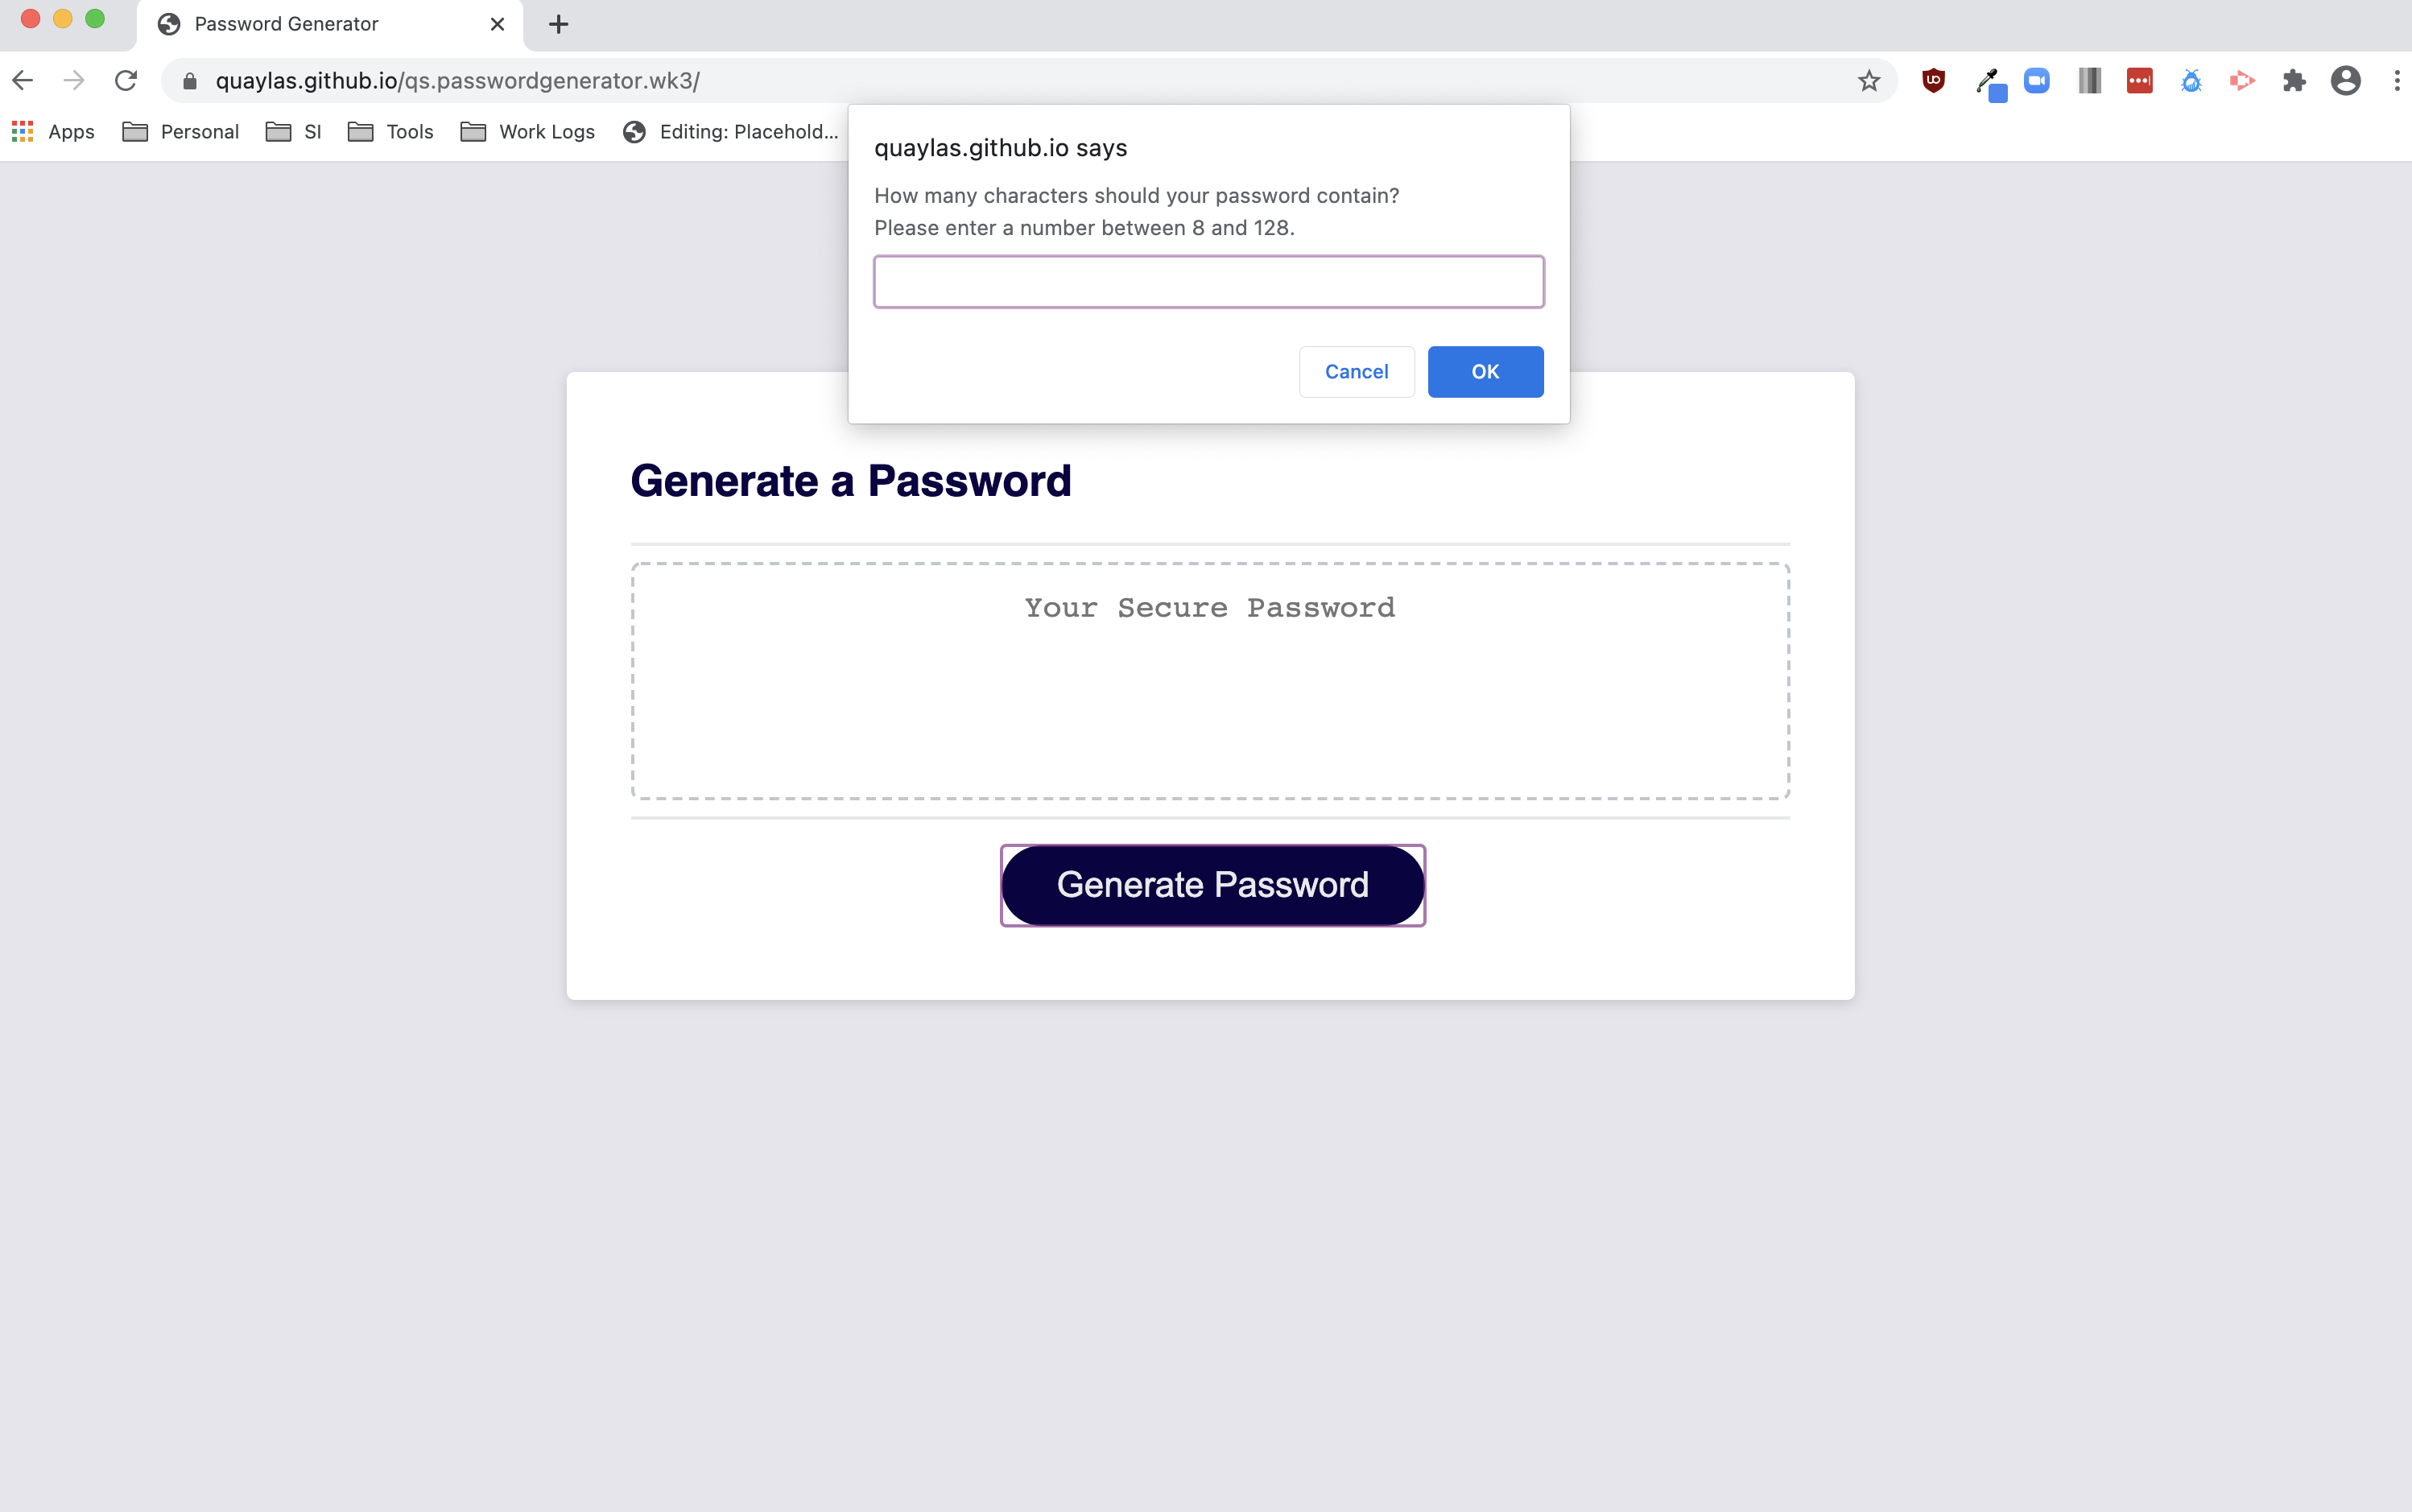 Password Generator
quaylas.github.io/qs.passwordgenerator.wk3/
Apps
Personal
SI
Tools
Work Logs
Editing: Placehold...
quaylas.github.io says
How many characters should your password contain?
Please enter a number between 8 and 128.
Cancel
OK
Generate a Password
Your Secure Password
Generate Password